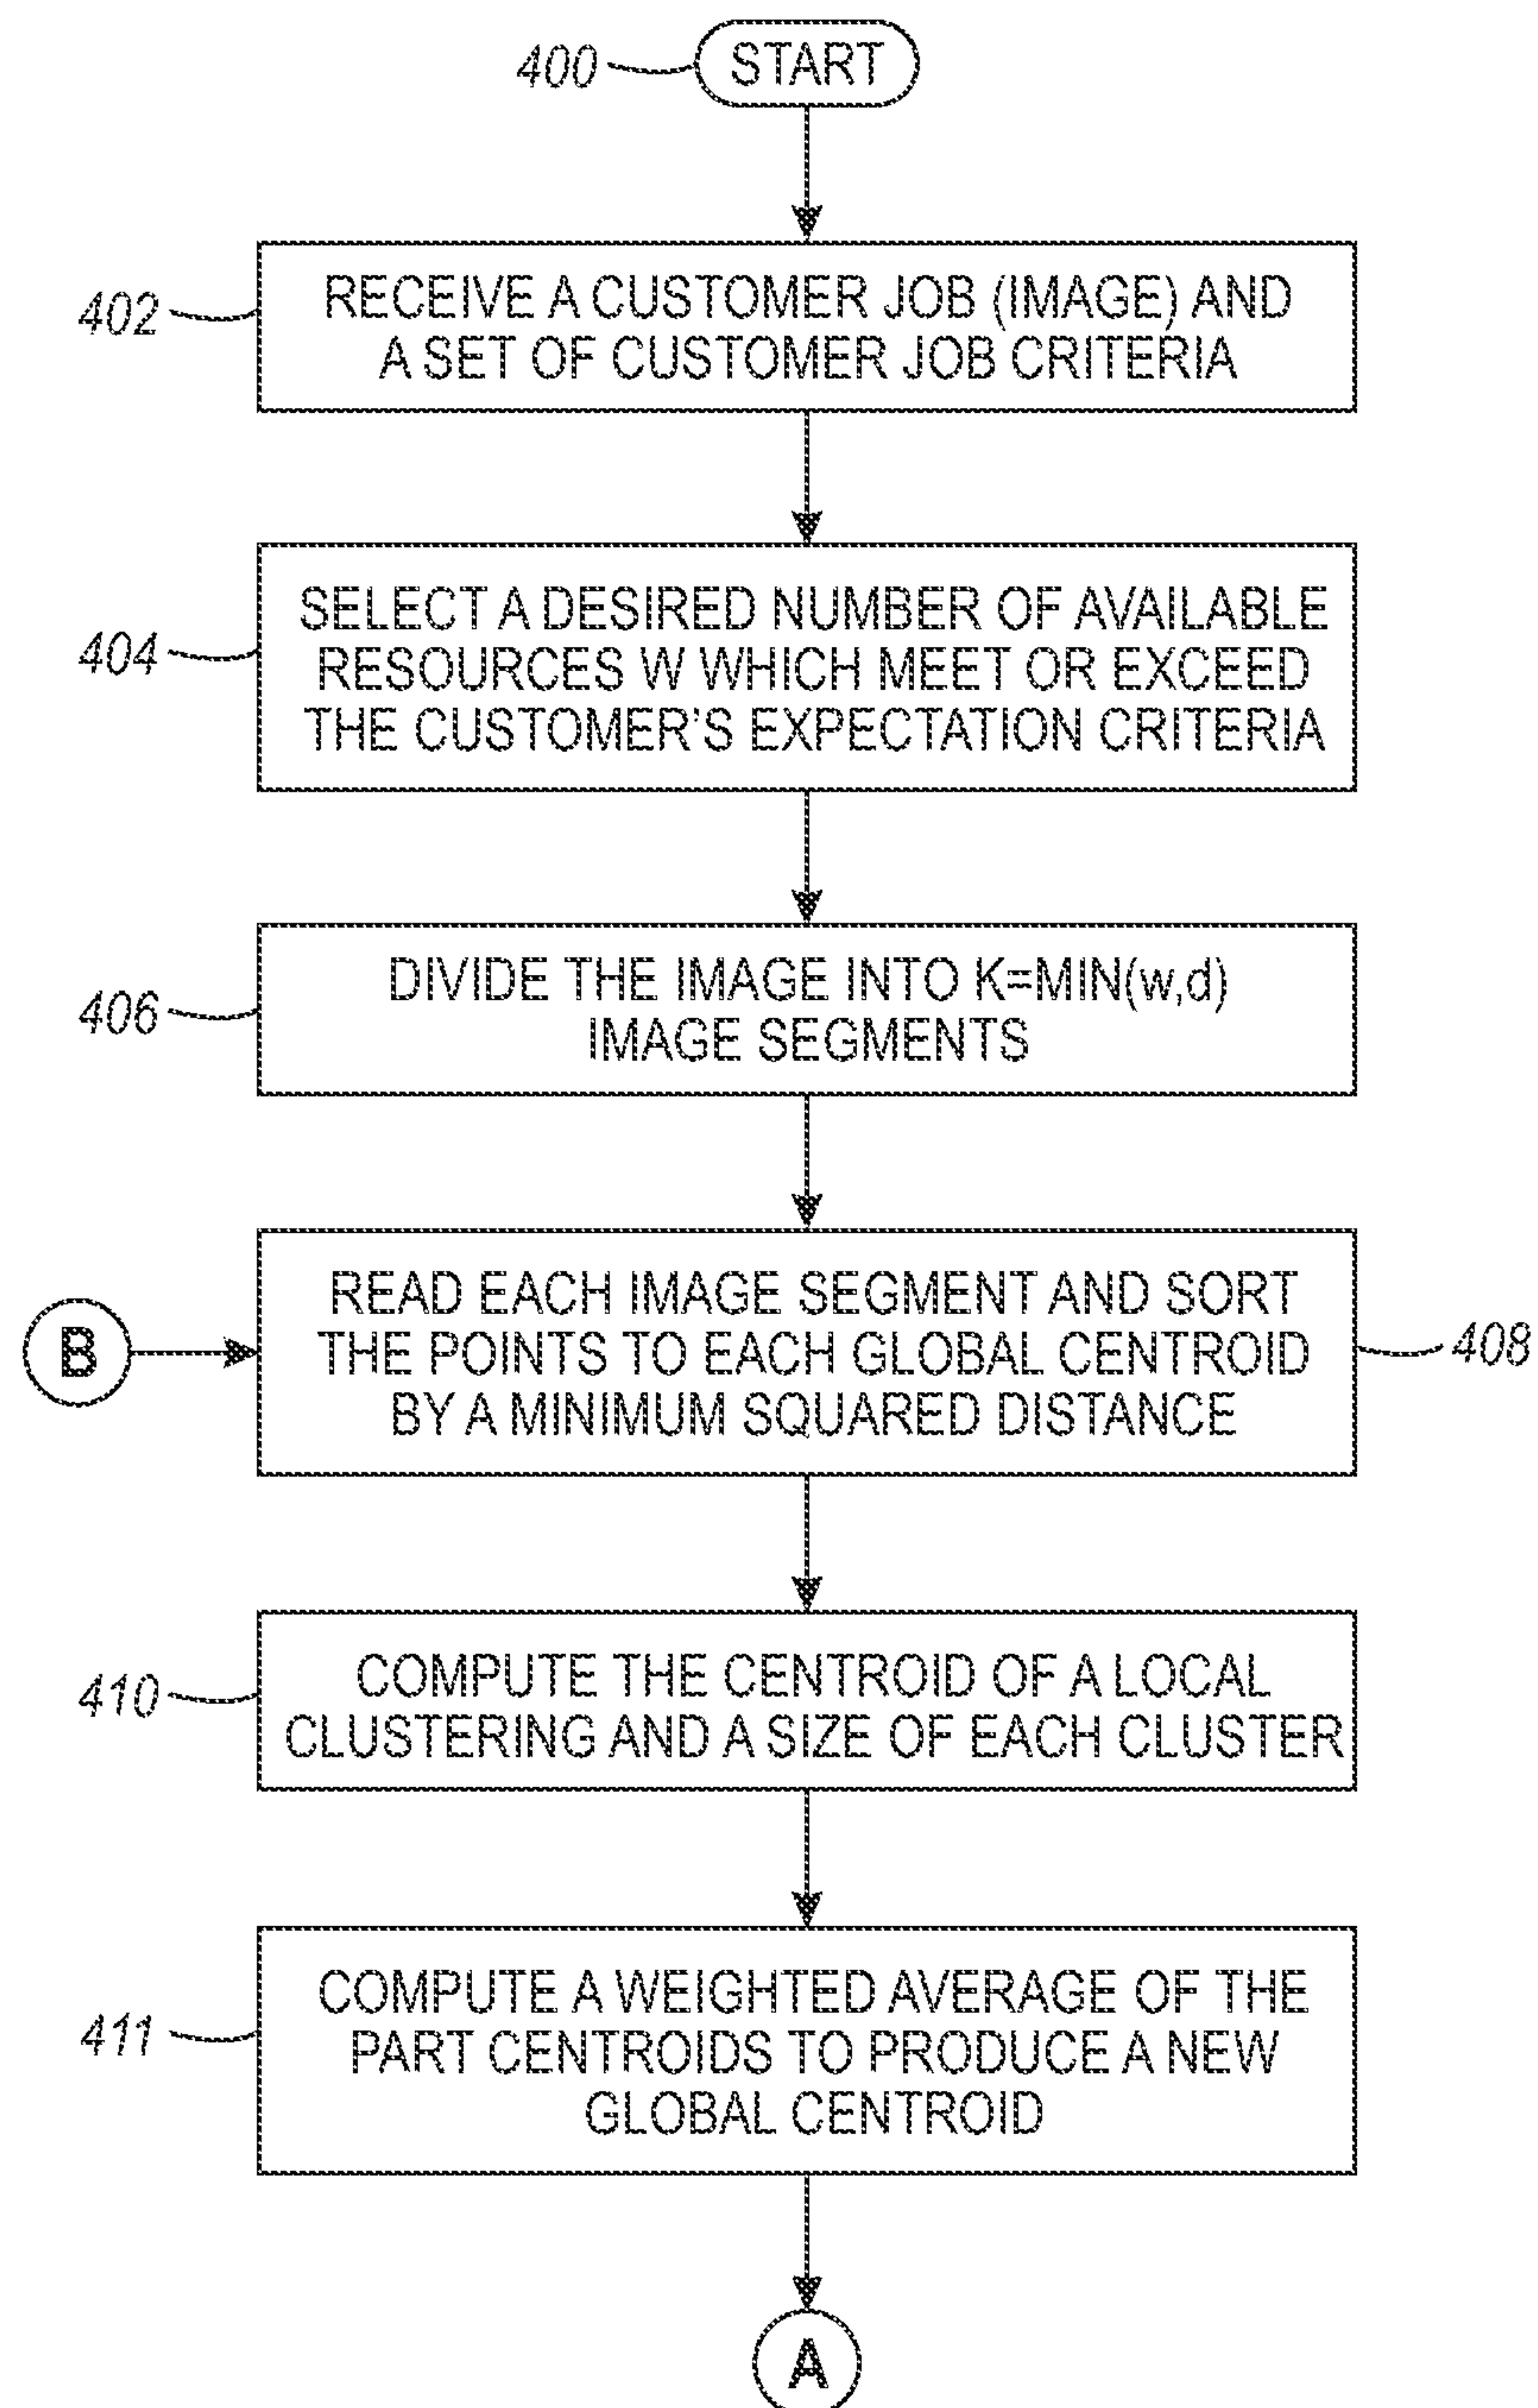 400
START
402
RECEIVE A CUSTOMER JOB (IMAGE) AND
A SET OF CUSTOMER JOB CRITERIA
404
SELECT A DESIRED NUMBER OF AVAILABLE
RESOURCES W WHICH MEET OR EXCEED
THE CUSTOMER'S EXPECTATION CRITERIA
406
DIVIDE THE IMAGE INTO K=MIN(w,d)
IMAGE SEGMENTS
B
READ EACH IMAGE SEGMENT AND SORT
THE POINTS TO EACH GLOBAL CENTROID
BY A MINIMUM SQUARED DISTANCE
408
410
COMPUTE THE CENTROID OF A LOCAL
CLUSTERING AND A SIZE OF EACH CLUSTER
411
COMPUTE A WEIGHTED AVERAGE OF THE
PART CENTROIDS TO PRODUCE A NEW
GLOBAL CENTROID
A